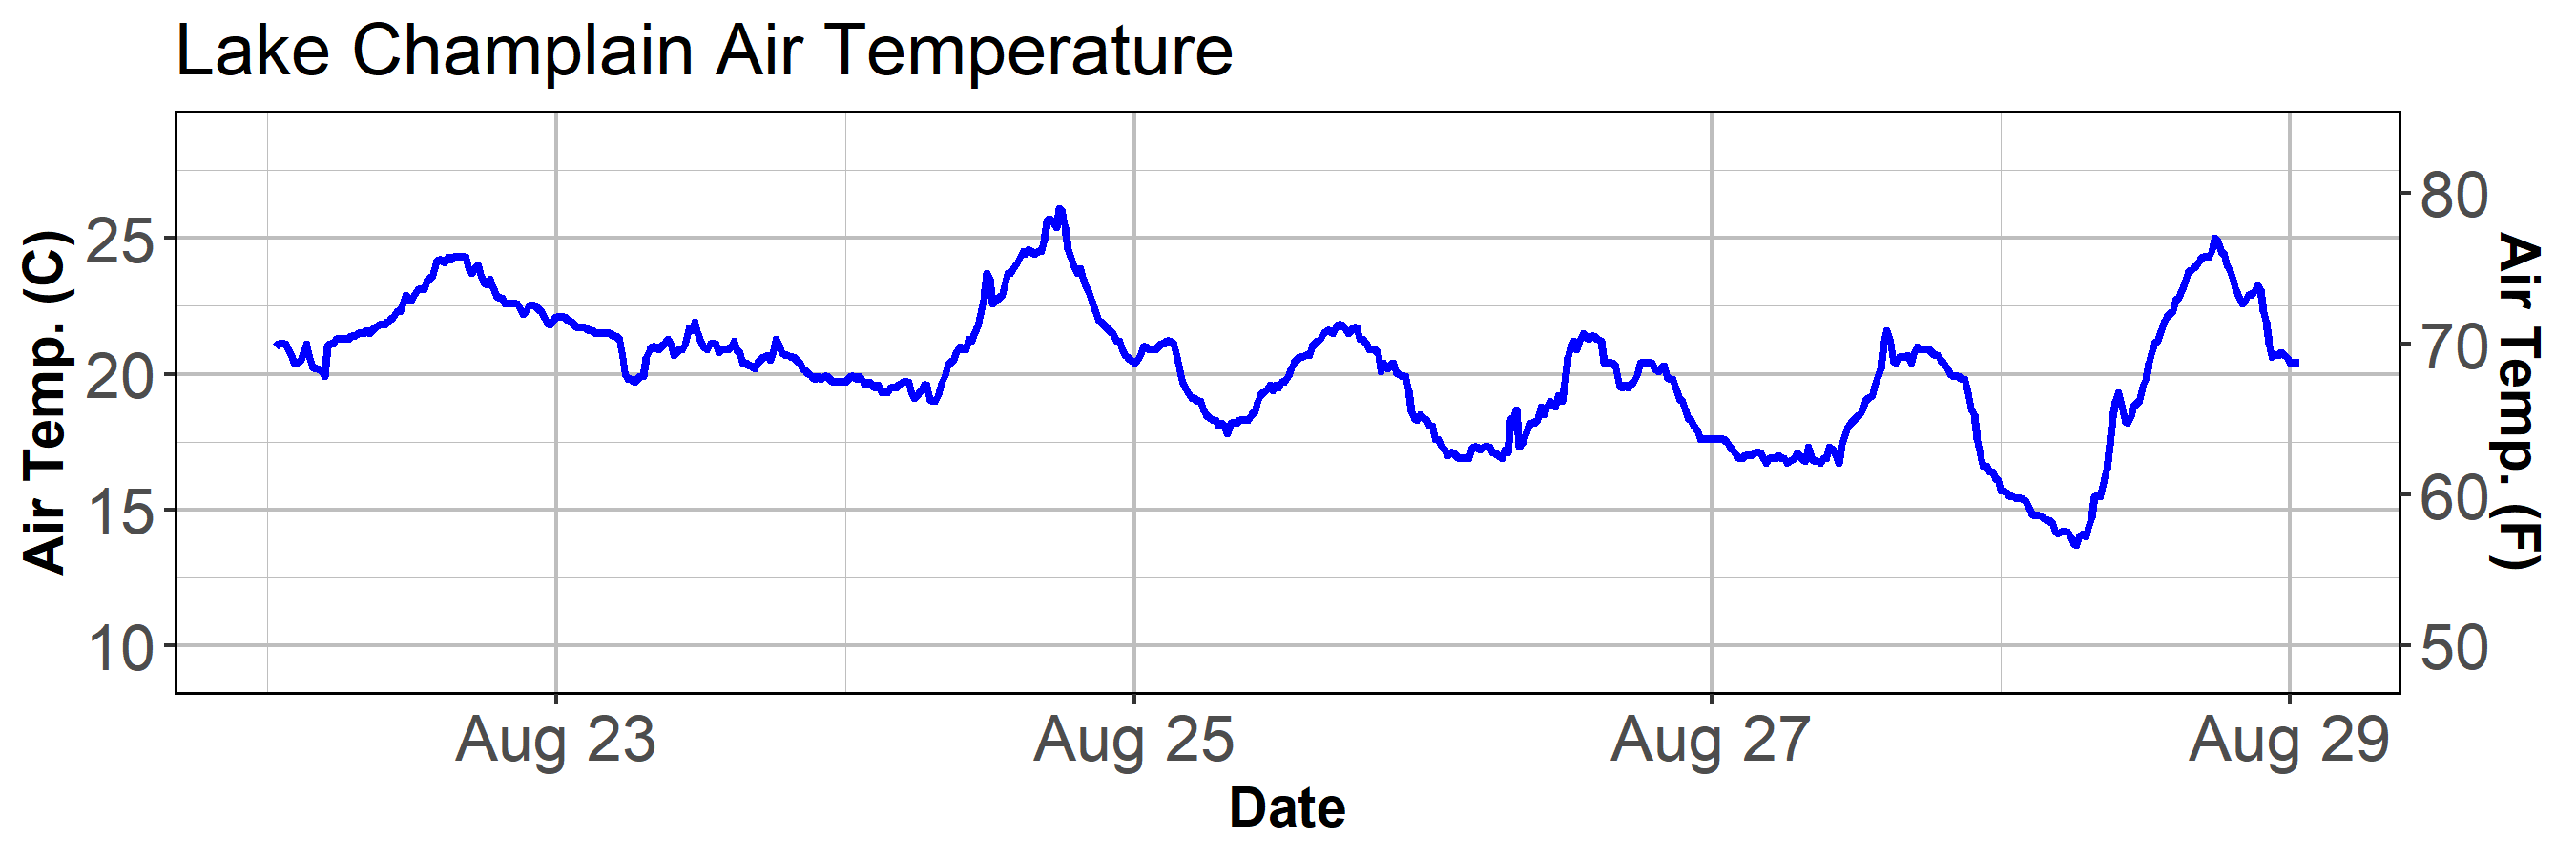 Lake Champlain Air Temperature
Air Temp. (C)
25
20
15
10
80
70
60
50
Air Temp. (F)
Aug 23
Aug 25
Aug 27
Aug 29
Date